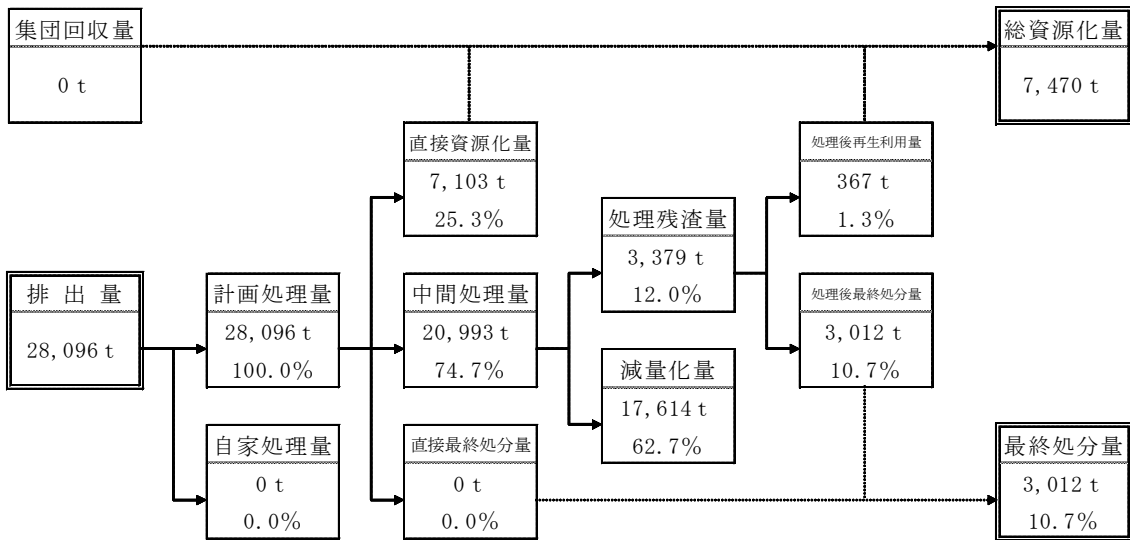 集団回収量
0 t
総資源化量
7,470 t
直接資源化量
7,103 t
25.3%
処理後再生利用量
367 t
1.3%
処理残渣量
3,379 t
12.0%
排 出 量
28,096 t
計画処理量
28,096 t
100.0%
中間処理量
20,993 t
74.7%
処理後最終処分量
3,012 t
10.7%
減量化量
17,614 t
62.7%
自家処理量
0 t
0.0%
直接最終処分量
0 t
0.0%
最終処分量
3,012 t
10.7%